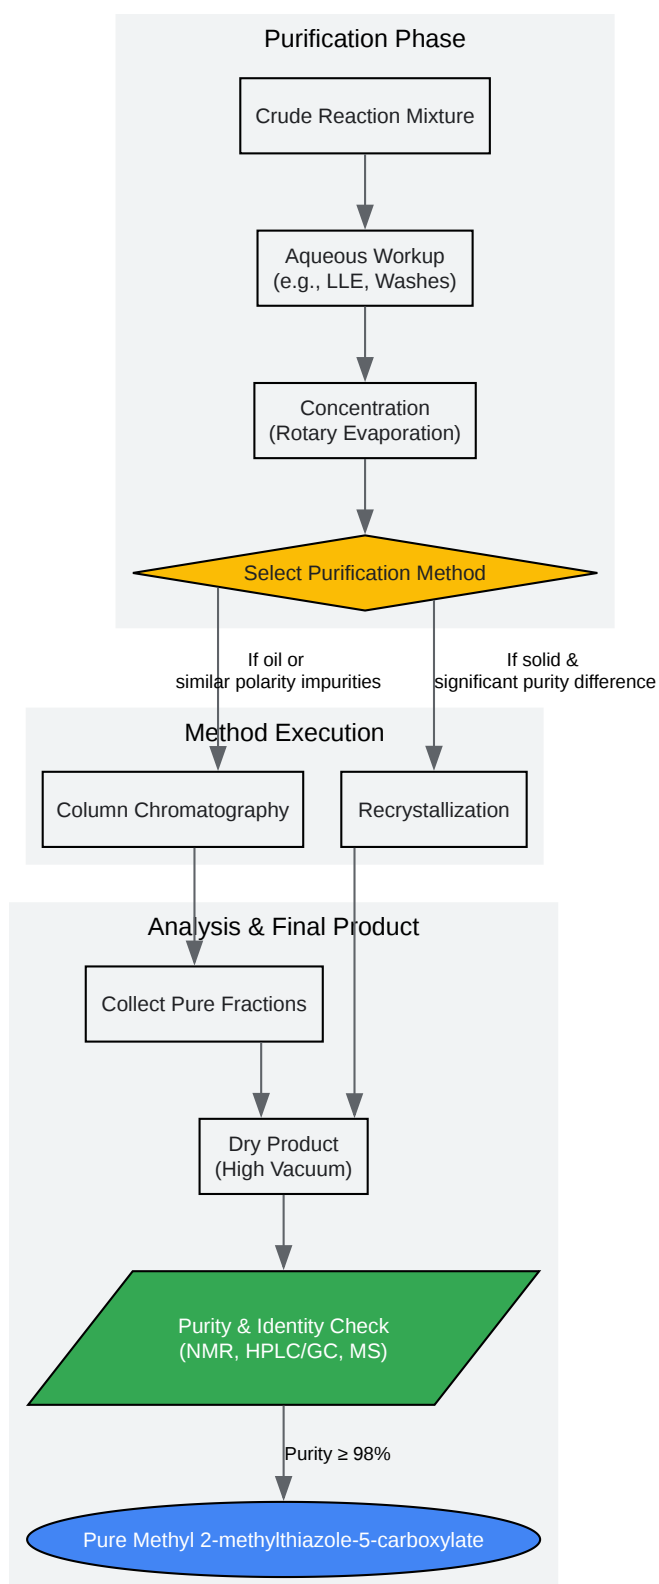 Purification Phase
Crude Reaction Mixture
Aqueous Workup
(e.g., LLE, Washes)
Concentration
(Rotary Evaporation)
Select Purification Method
If oil or
similar polarity impurities
If solid &
significant purity difference
Method Execution
Column Chromatography
Recrystallization
Analysis & Final Product
Collect Pure Fractions
Dry Product
(High Vacuum)
Purity & Identity Check
(NMR, HPLC/GC, MS)
Purity ≥ 98%
Pure Methyl 2-methylthiazole-5-carboxylate